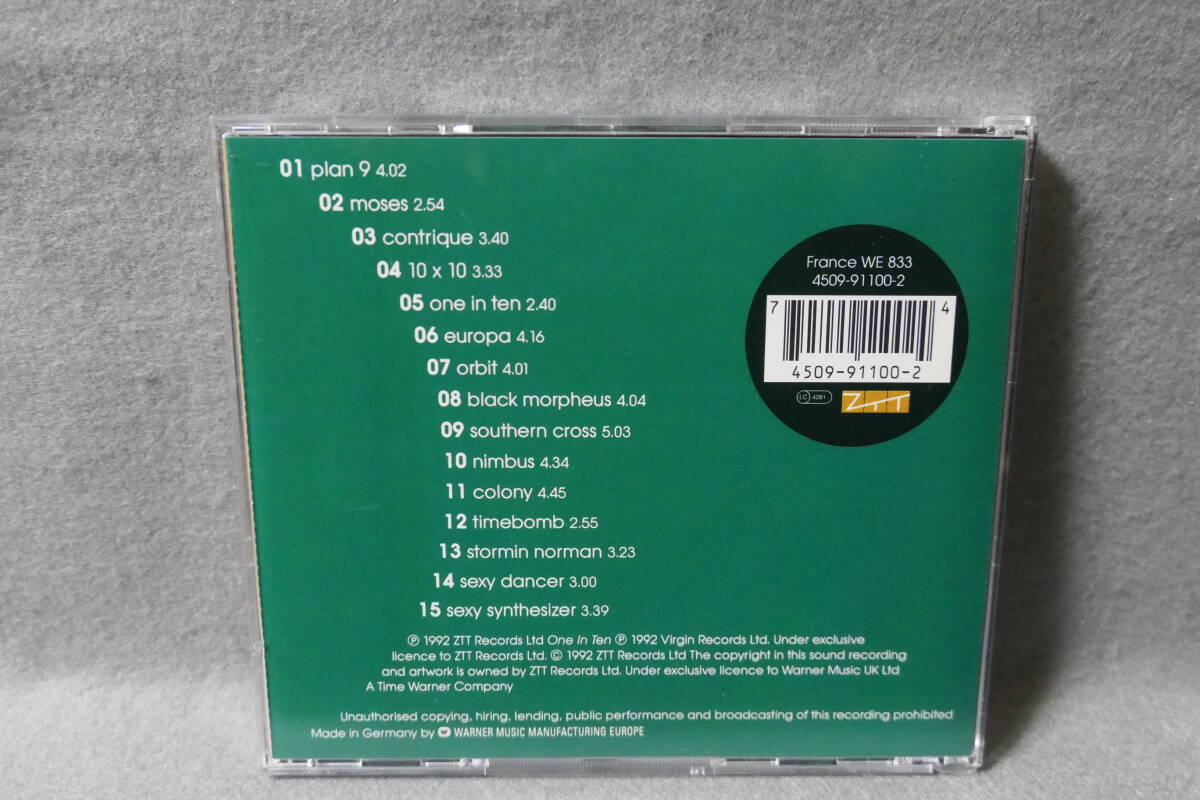 01 plan 9 4.02
02 moses 2.54
03 contrique 3.40
04 10 x 10 3.33
05 one in ten 2.40
06 europa 4.16
07 orbit 4.01
08 black morpheus 4.04
09 southern cross 5.03
10 nimbus 4.34
11 colony 4.45
12 timebomb 2.55
13 stormin norman 3.23
14 sexy dancer 3.00
15 sexy synthesizer 3.39
France WE 833
4509-91100-2
7 4
4509-91100-2
LC 4281
ZTT
℗ 1992 ZTT Records Ltd One In Ten ℗ 1992 Virgin Records Ltd. Under exclusive
licence to ZTT Records Ltd. © 1992 ZTT Records Ltd The copyright in this sound recording
and artwork is owned by ZTT Records Ltd. Under exclusive licence to Warner Music UK Ltd
A Time Warner Company
Unauthorised copying, hiring, lending, public performance and broadcasting of this recording prohibited
Made in Germany by WARNER MUSIC MANUFACTURING EUROPE